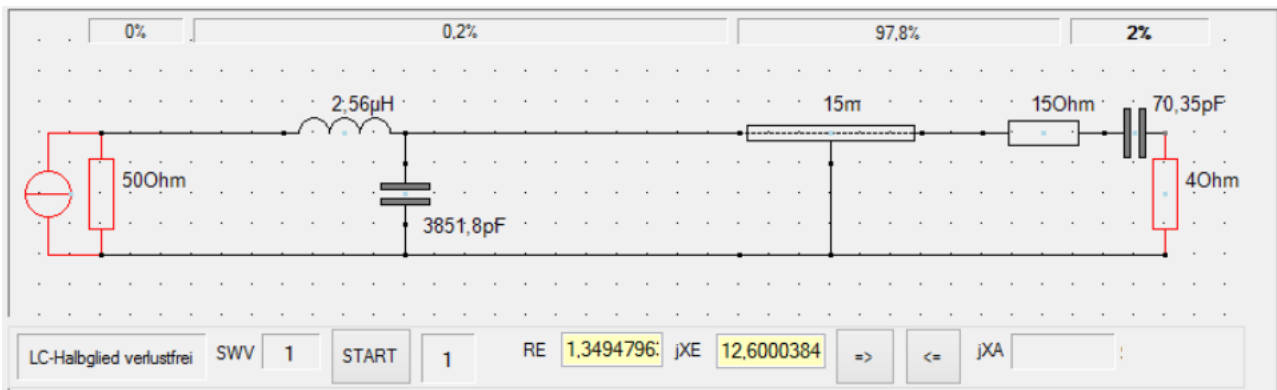 0% 0,2% 97,8% 2%
2,56µH 15m 15Ohm 70,35pF
50Ohm 4Ohm
3851,8pF
LC-Halbglied verlustfrei SWV 1 START 1 RE 1,3494796 jXE 12,6000384 => <= jXA